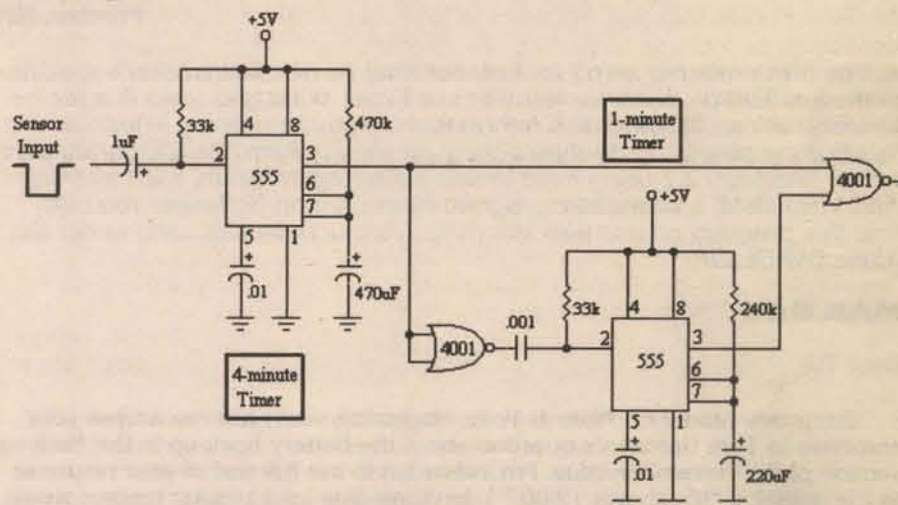 +5V
Sensor
Input
1uF
+
33k
4
8
470k
2
3
555
6
7
5
1
+
.01
+
470uF
4-minute
Timer
1-minute
Timer
+5V
4001
4001
.001
33k
4
8
240k
2
3
555
6
7
5
1
+
.01
+
220uF